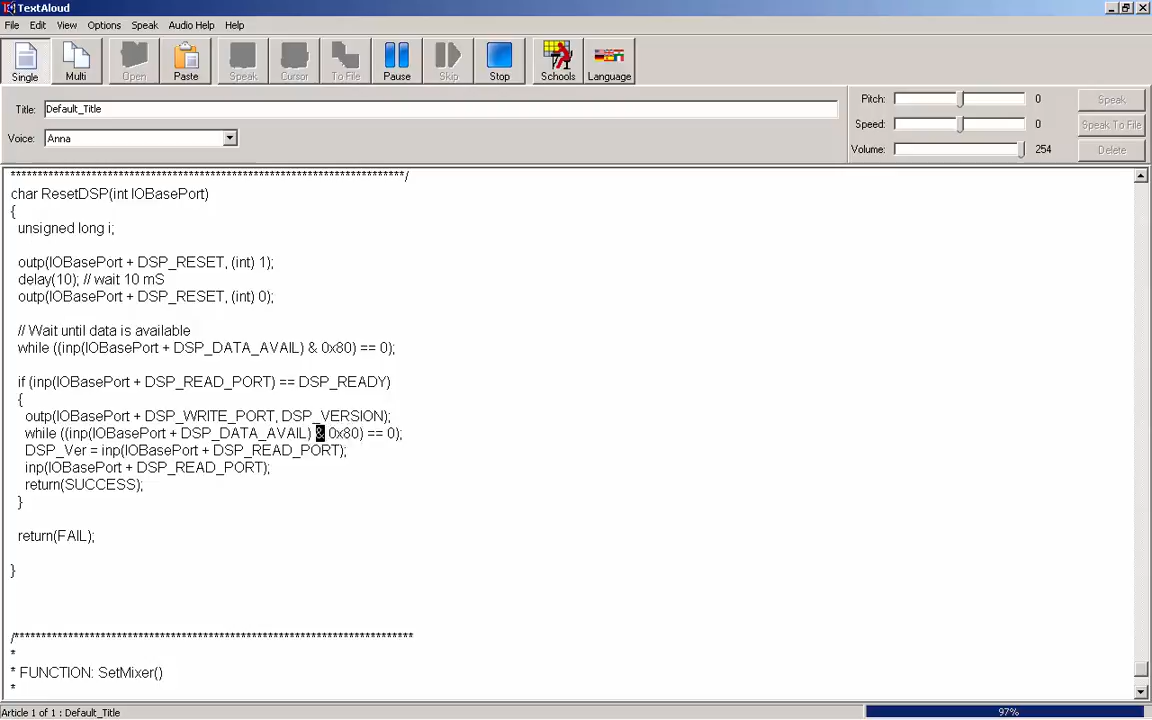 TextAloud
File Edit View Options Speak Audio Help Help
Single Multi Open Paste Speak Cursor To File Pause Skip Stop Schools Language
Title: Default_Title
Voice: Anna
Pitch: 0 Speak
Speed: 0 Speak To File
Volume: 254 Delete
***************************************************************************/
char ResetDSP(int IOBasePort)
{
unsigned long i;
outp(IOBasePort + DSP_RESET, (int) 1);
delay(10); // wait 10 mS
outp(IOBasePort + DSP_RESET, (int) 0);
// Wait until data is available
while ((inp(IOBasePort + DSP_DATA_AVAIL) & 0x80) == 0);
if (inp(IOBasePort + DSP_READ_PORT) == DSP_READY)
{
outp(IOBasePort + DSP_WRITE_PORT, DSP_VERSION);
while ((inp(IOBasePort + DSP_DATA_AVAIL) & 0x80) == 0);
DSP_Ver = inp(IOBasePort + DSP_READ_PORT);
inp(IOBasePort + DSP_READ_PORT);
return(SUCCESS);
}
return(FAIL);
}
/***************************************************************************
*
* FUNCTION: SetMixer()
*
Article 1 of 1 : Default_Title 97%